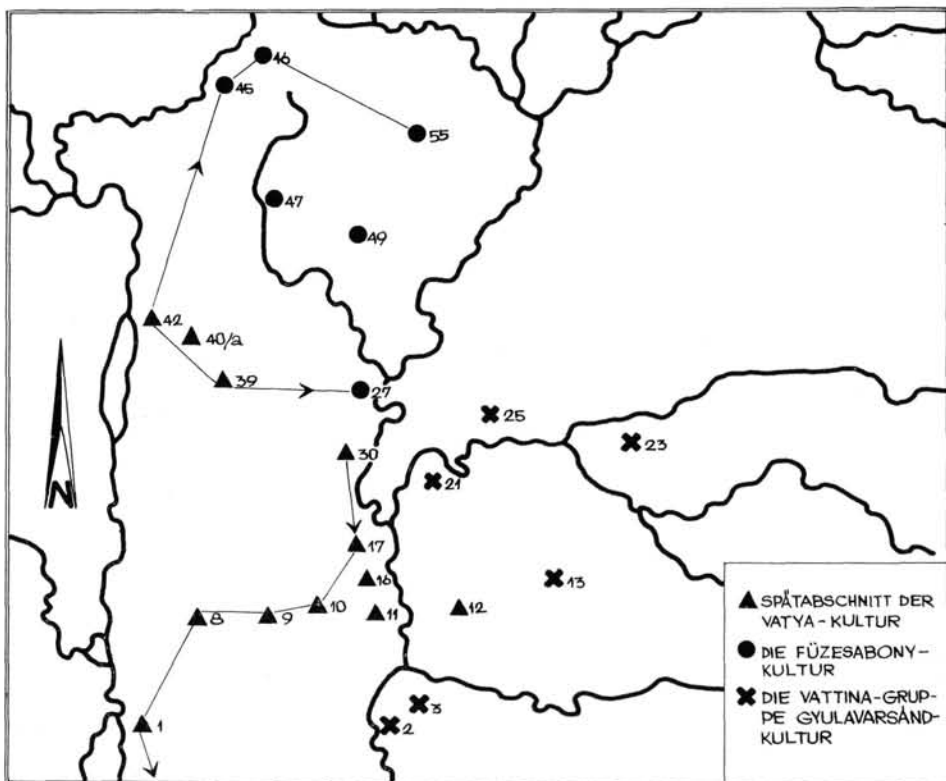 46
45
55
47
49
42
40/a
39
27
25
30
23
21
17
16
13
10
12
8
9
11
3
1
2
N
SPÄTABSCHNITT DER
VATYA-KULTUR
DIE FÜZESABONY-
KULTUR
DIE VATTINA-GRUP-
PE GYULAVARSÁND-
KULTUR